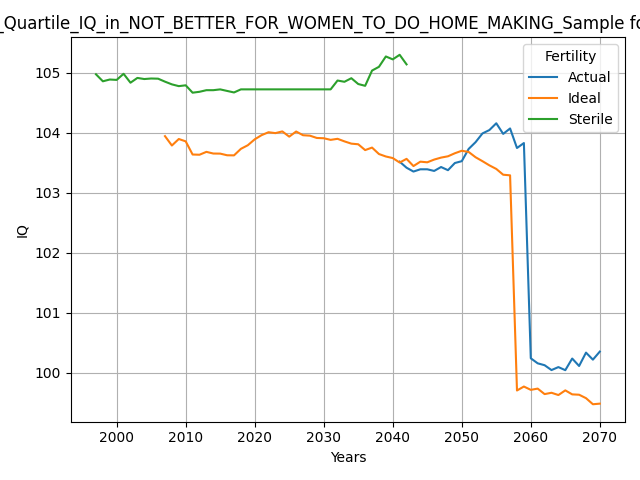 _Quartile_IQ_in_NOT_BETTER_FOR_WOMEN_TO_DO_HOME_MAKING_Sample fo
Fertility
Actual
Ideal
Sterile
105
104
103
102
101
100
IQ
2000 2010 2020 2030 2040 2050 2060 2070
Years